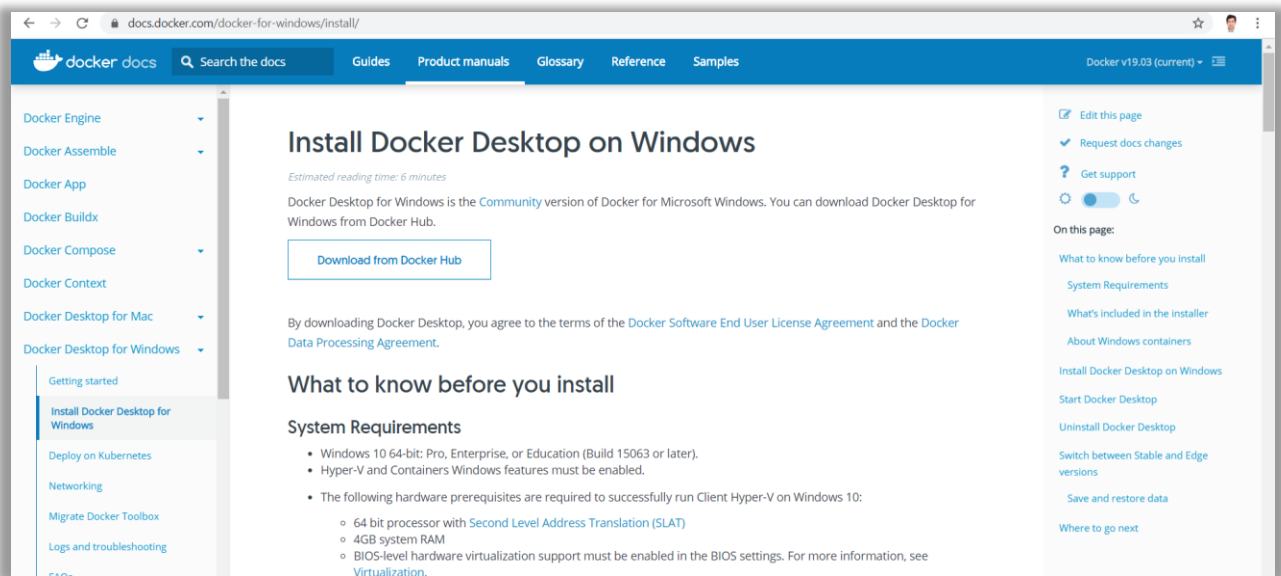 docs.docker.com/docker-for-windows/install/
docker docs
Search the docs
Guides
Product manuals
Glossary
Reference
Samples
Docker v19.03 (current)
Docker Engine
Docker Assemble
Docker App
Docker Buildx
Docker Compose
Docker Context
Docker Desktop for Mac
Docker Desktop for Windows
Getting started
Install Docker Desktop for
Windows
Deploy on Kubernetes
Networking
Migrate Docker Toolbox
Logs and troubleshooting
FAQs
Install Docker Desktop on Windows
Estimated reading time: 6 minutes
Docker Desktop for Windows is the Community version of Docker for Microsoft Windows. You can download Docker Desktop for
Windows from Docker Hub.
Download from Docker Hub
By downloading Docker Desktop, you agree to the terms of the Docker Software End User License Agreement and the Docker
Data Processing Agreement.
What to know before you install
System Requirements
• Windows 10 64-bit: Pro, Enterprise, or Education (Build 15063 or later).
• Hyper-V and Containers Windows features must be enabled.
• The following hardware prerequisites are required to successfully run Client Hyper-V on Windows 10:
◦ 64 bit processor with Second Level Address Translation (SLAT)
◦ 4GB system RAM
◦ BIOS-level hardware virtualization support must be enabled in the BIOS settings. For more information, see
Virtualization.
Edit this page
Request docs changes
? Get support
On this page:
What to know before you install
System Requirements
What's included in the installer
About Windows containers
Install Docker Desktop on Windows
Start Docker Desktop
Uninstall Docker Desktop
Switch between Stable and Edge
versions
Save and restore data
Where to go next